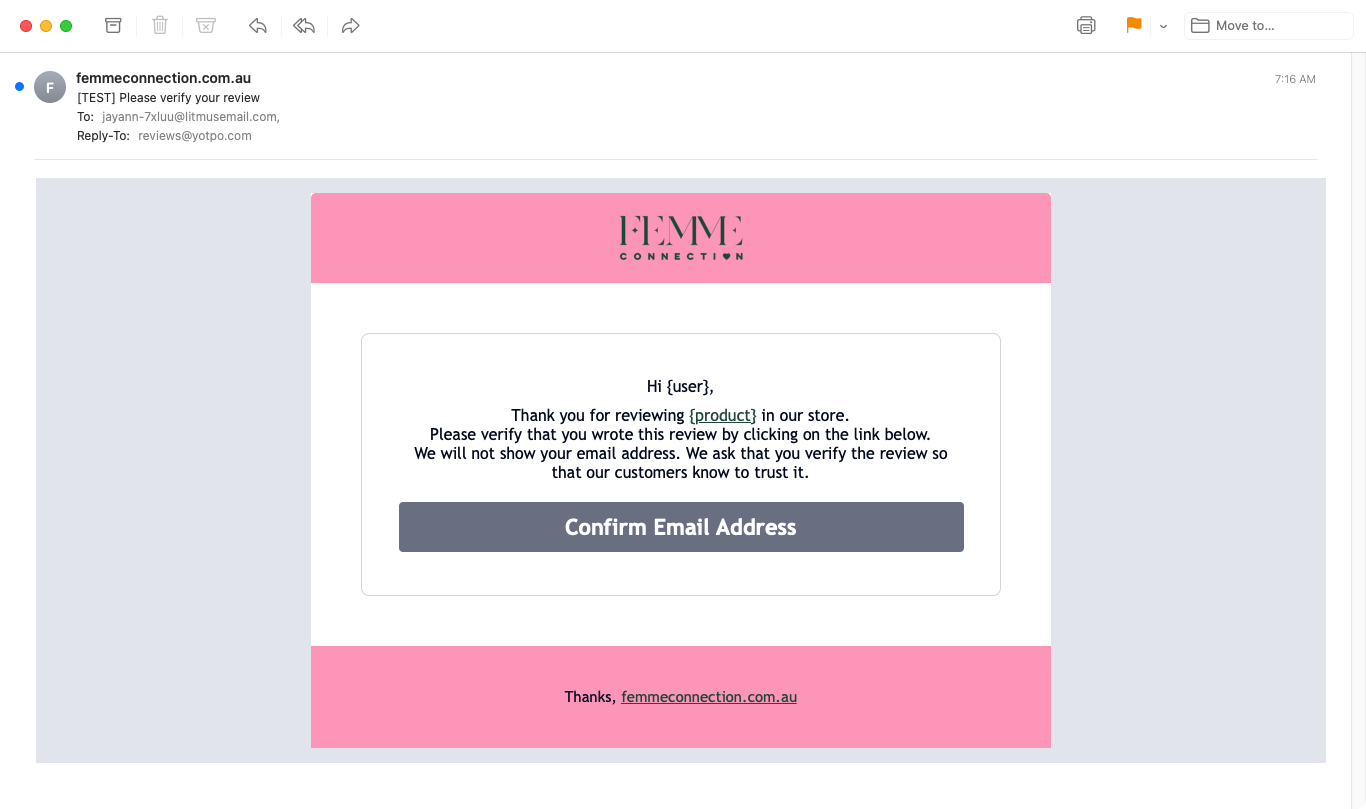 Move to...
F
femmeconnection.com.au
7:16 AM
[TEST] Please verify your review
To: jayann-7xluu@litmusemail.com,
Reply-To: reviews@yotpo.com
FEMME
CONNECTION
Hi {user},
Thank you for reviewing {product} in our store.
Please verify that you wrote this review by clicking on the link below.
We will not show your email address. We ask that you verify the review so
that our customers know to trust it.
Confirm Email Address
Thanks, femmeconnection.com.au